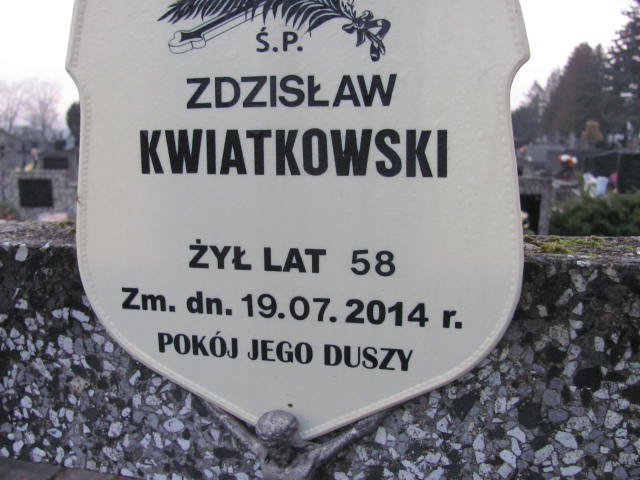 Ś.P.
ZDZISŁAW
KWIATKOWSKI
ŻYŁ LAT 58
Zm. dn. 19.07.2014 r.
POKÓJ JEGO DUSZY